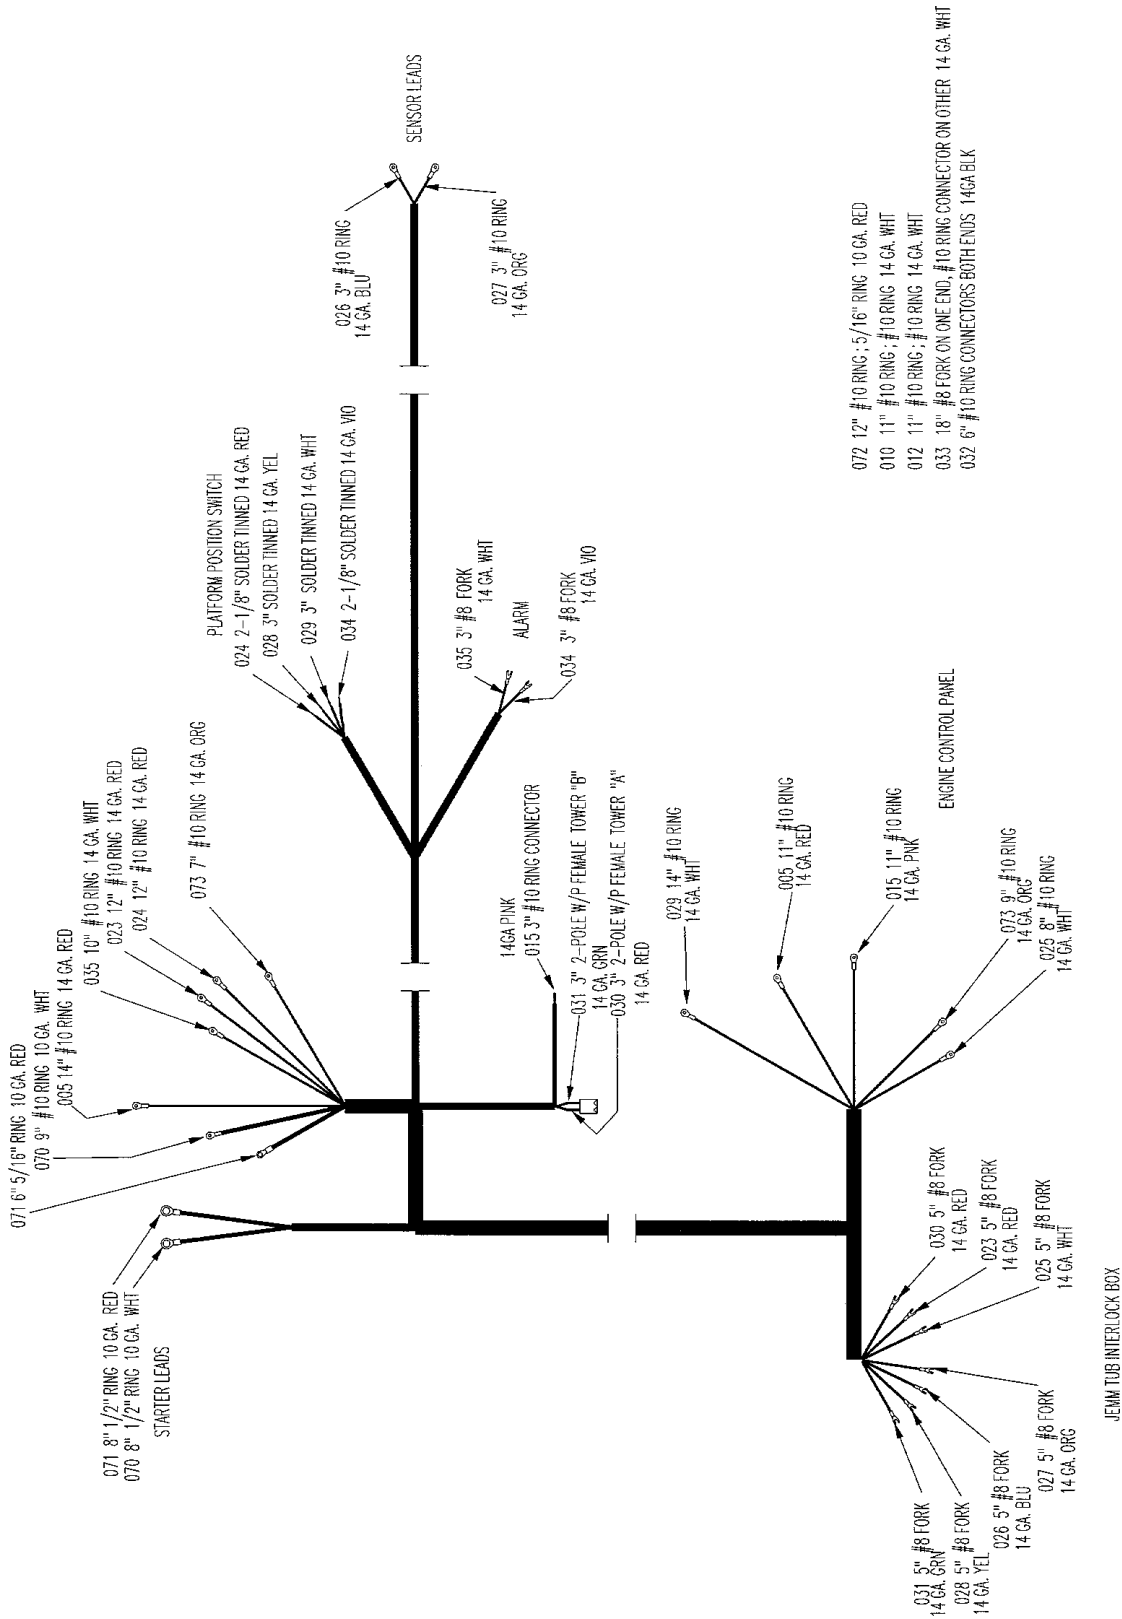 071 8" 1/2" RING 10 GA. RED
070 8" 1/2" RING 10 GA. WHT
STARTER LEADS
071 6" 5/16" RING 10 GA. RED
070 9" #10 RING 10 GA. WHT
005 14" #10 RING 14 GA. RED
035 10" #10 RING 14 GA. WHT
023 12" #10 RING 14 GA. RED
024 12" #10 RING 14 GA. RED
073 7" #10 RING 14 GA. ORG
PLATFORM POSITION SWITCH
024 2-1/8" SOLDER TINNED 14 GA. RED
028 3" SOLDER TINNED 14 GA. YEL
029 3" SOLDER TINNED 14 GA. WHT
034 2-1/8" SOLDER TINNED 14 GA. VIO
026 3" #10 RING
14 GA. BLU
SENSOR LEADS
027 3" #10 RING
14 GA. ORG
035 3" #8 FORK
14 GA. WHT
ALARM
034 3" #8 FORK
14 GA. VIO
14GA PINK
015 3" #10 RING CONNECTOR
031 3" 2-POLE W/P FEMALE TOWER "B"
14 GA. GRN
030 3" 2-POLE W/P FEMALE TOWER "A"
14 GA. RED
029 14" #10 RING
14 GA. WHT
005 11" #10 RING
14 GA. RED
015 11" #10 RING
14 GA. PNK
ENGINE CONTROL PANEL
073 9" #10 RING
14 GA. ORG
025 8" #10 RING
14 GA. WHT
030 5" #8 FORK
14 GA. RED
023 5" #8 FORK
14 GA. RED
025 5" #8 FORK
14 GA. WHT
031 5" #8 FORK
14 GA. GRN
028 5" #8 FORK
14 GA. YEL
026 5" #8 FORK
14 GA. BLU
027 5" #8 FORK
14 GA. ORG
JEMM TUB INTERLOCK BOX
072 12" #10 RING; 5/16" RING 10 GA. RED
010 11" #10 RING; #10 RING 14 GA. WHT
012 11" #10 RING; #10 RING 14 GA. WHT
033 18" #8 FORK ON ONE END, #10 RING CONNECTOR ON OTHER 14 GA. WHT
032 6" #10 RING CONNECTORS BOTH ENDS 14GA BLK